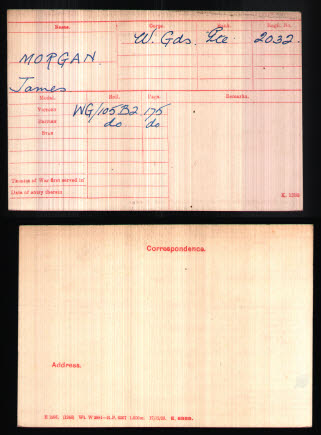 Name. Corps. Rank. Regtl. No.
W. Gds. Pte 2032.
MORGAN
James
Medal. Roll. Page. Remarks.
Victory WG/105B2 175
British do. do
Star
Theatre of War first served in
Date of entry therein
K. 1380
Correspondence.
Address.